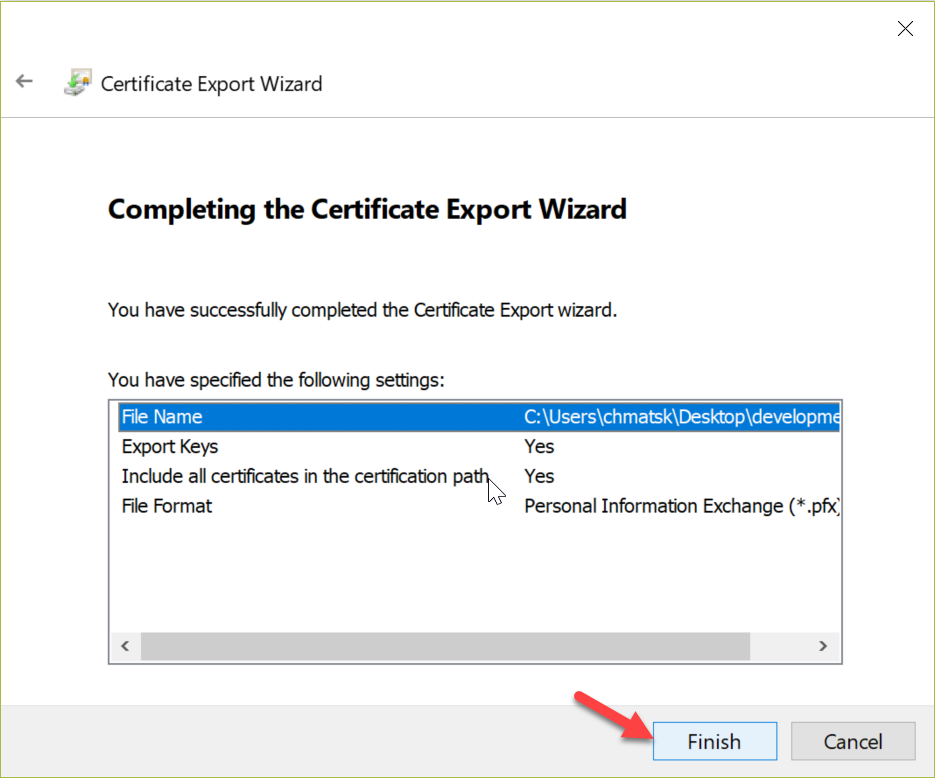 Certificate Export Wizard
Completing the Certificate Export Wizard
You have successfully completed the Certificate Export wizard.
You have specified the following settings:
File Name C:\Users\chmatsk\Desktop\developme
Export Keys Yes
Include all certificates in the certification path Yes
File Format Personal Information Exchange (*.pfx)
Finish Cancel